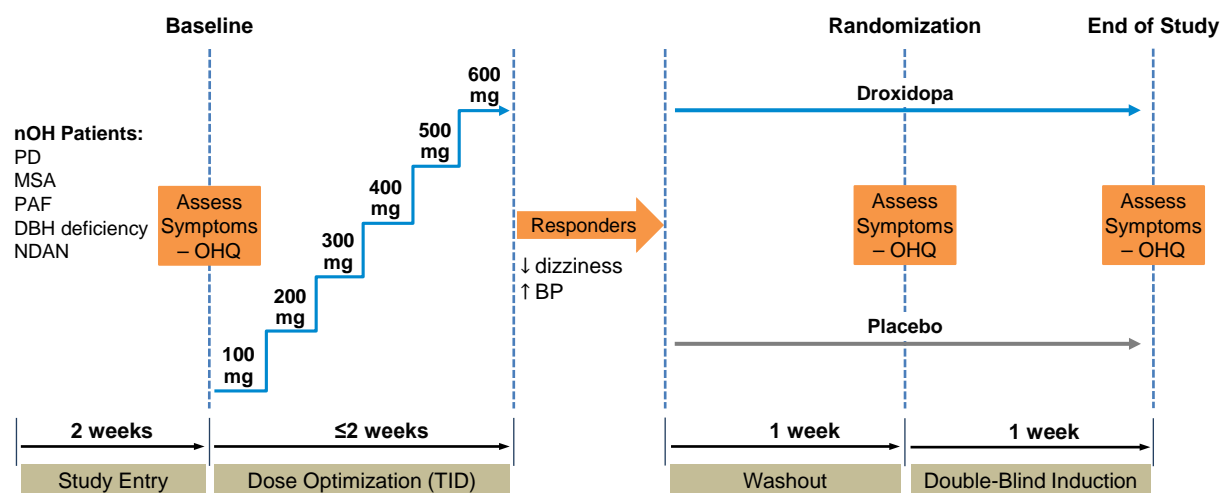 Baseline
Randomization
End of Study
nOH Patients:
PD
MSA
PAF
DBH deficiency
NDAN
Assess
Symptoms
– OHQ
100
mg
200
mg
300
mg
400
mg
500
mg
600
mg
Responders
↓ dizziness
↑ BP
Droxidopa
Assess
Symptoms
– OHQ
Assess
Symptoms
– OHQ
Placebo
2 weeks
≤2 weeks
1 week
1 week
Study Entry
Dose Optimization (TID)
Washout
Double-Blind Induction